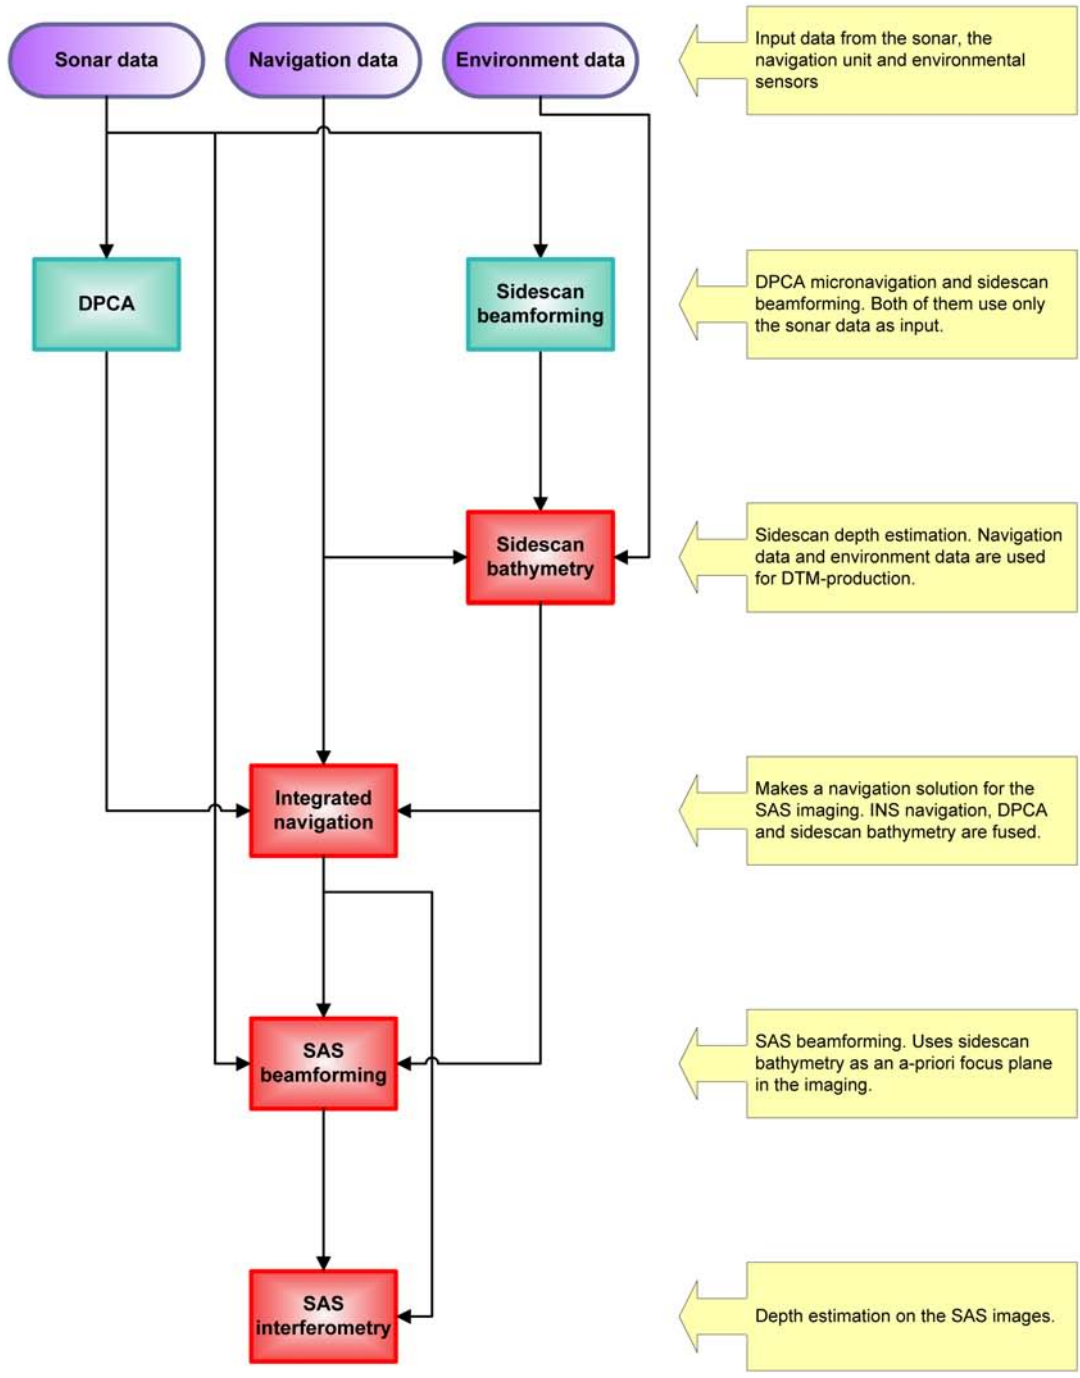 Sonar data
Navigation data
Environment data
Input data from the sonar, the
navigation unit and environmental
sensors
DPCA
Sidescan
beamforming
DPCA micronavigation and sidescan
beamforming. Both of them use only
the sonar data as input.
Sidescan
bathymetry
Sidescan depth estimation. Navigation
data and environment data are used
for DTM-production.
Integrated
navigation
Makes a navigation solution for the
SAS imaging. INS navigation, DPCA
and sidescan bathymetry are fused.
SAS
beamforming
SAS beamforming. Uses sidescan
bathymetry as an a-priori focus plane
in the imaging.
SAS
interferometry
Depth estimation on the SAS images.